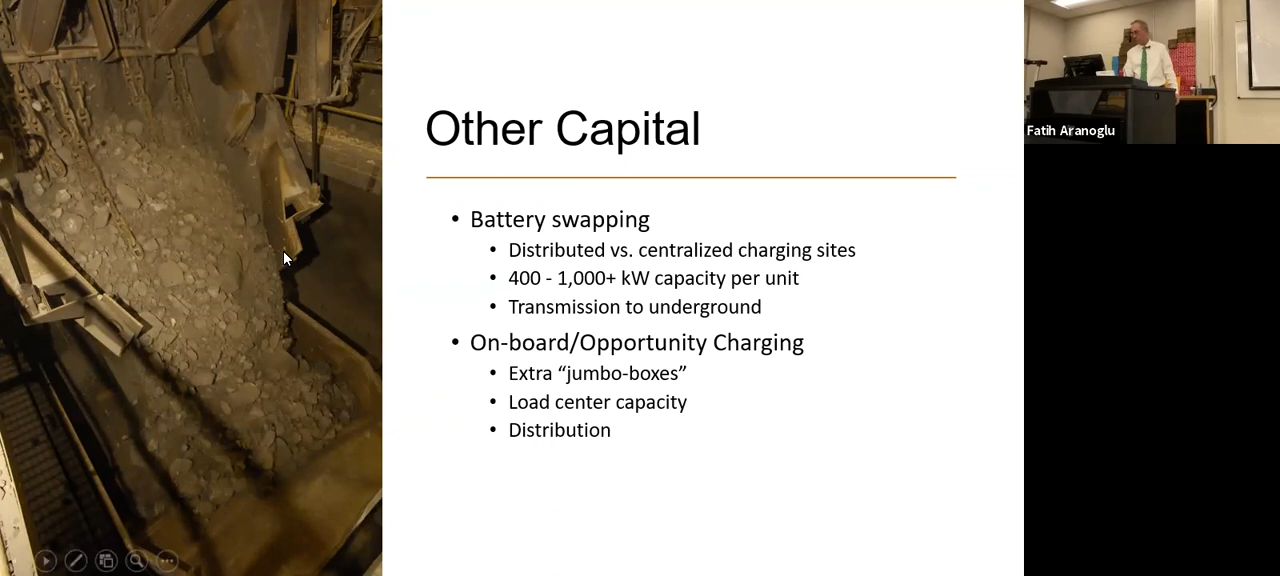 Other Capital
• Battery swapping
• Distributed vs. centralized charging sites
• 400 - 1,000+ kW capacity per unit
• Transmission to underground
• On-board/Opportunity Charging
• Extra “jumbo-boxes”
• Load center capacity
• Distribution
Fatih Aranoglu